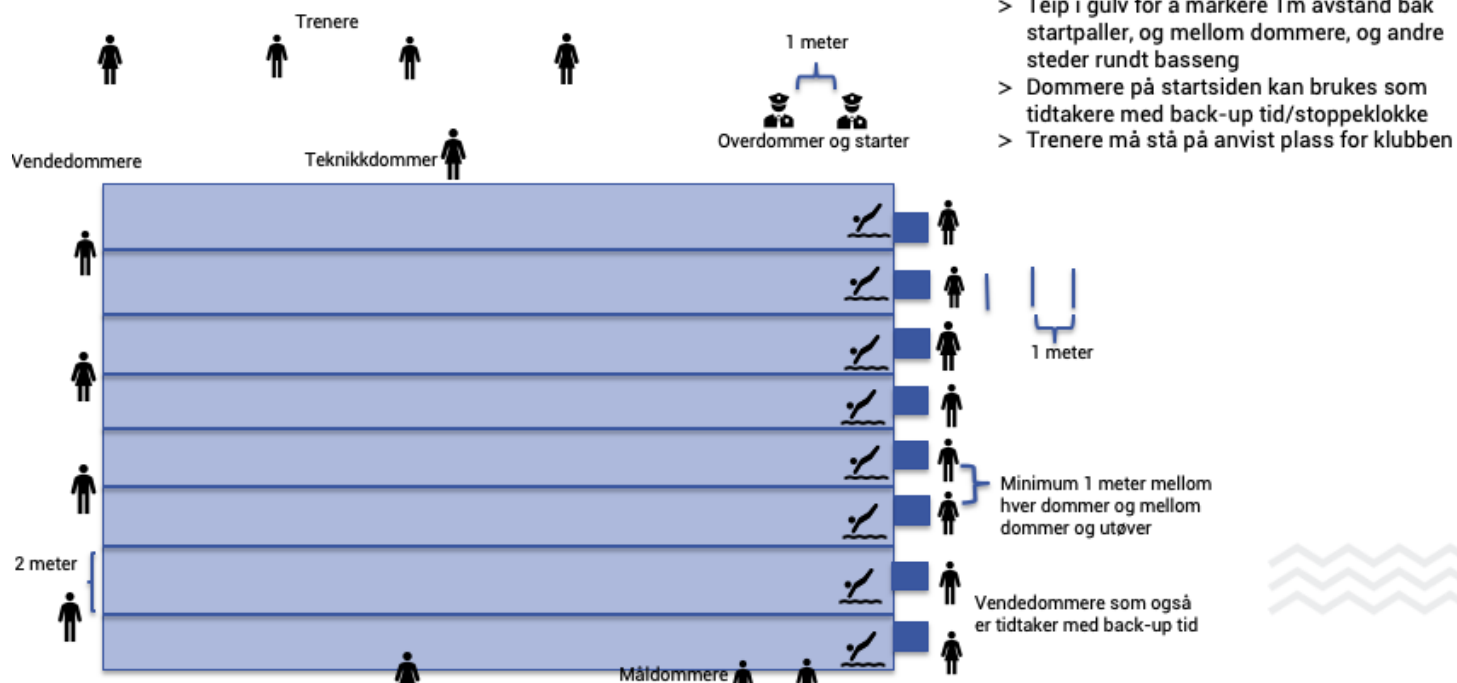 > Teip i gulv for å markere 1m avstand bak
startpaller, og mellom dommere, og andre
steder rundt basseng
> Dommere på startsiden kan brukes som
tidtakere med back-up tid/stoppeklokke
> Trenere må stå på anvist plass for klubben
Trenere
1 meter
Overdommer og starter
Vendedommere
Teknikkdommer
1 meter
Minimum 1 meter mellom
hver dommer og mellom
dommer og utøver
2 meter
Vendedommere som også
er tidtaker med back-up tid
Måldommere